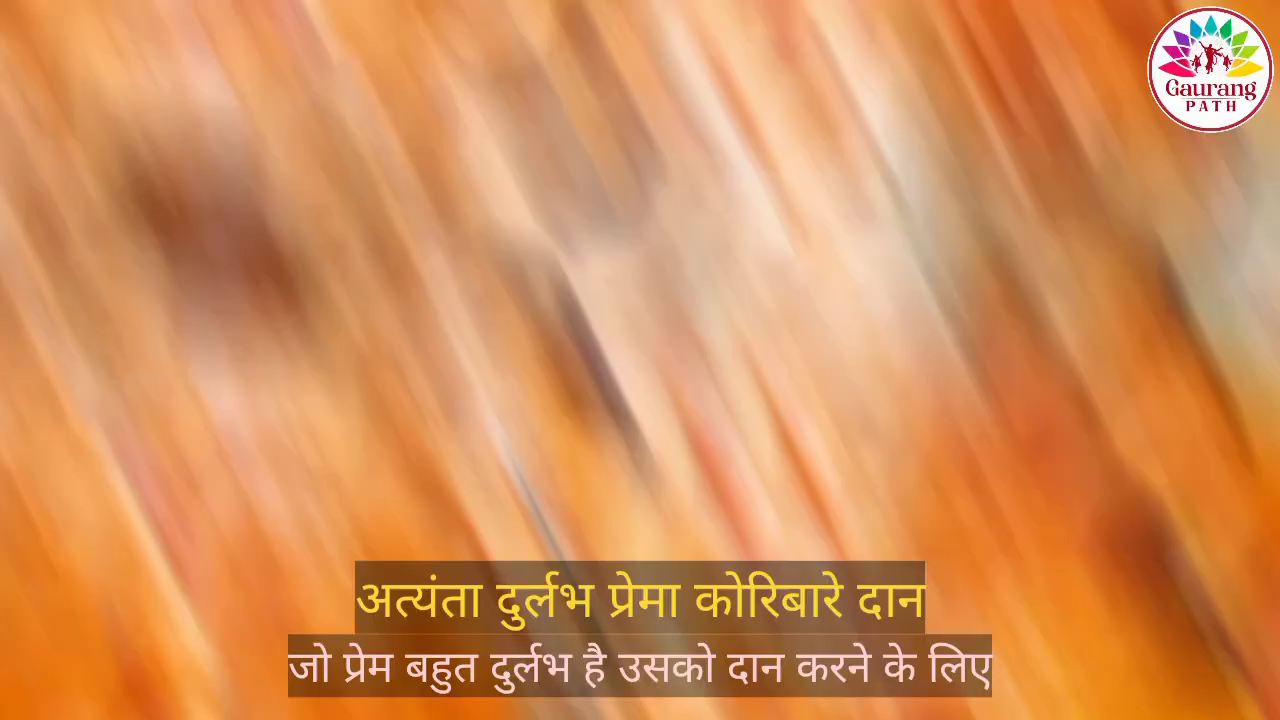 Gaurang
PATH
अत्यंता दुर्लभ प्रेमा कोरिबारे दान
जो प्रेम बहुत दुर्लभ है उसको दान करने के लिए